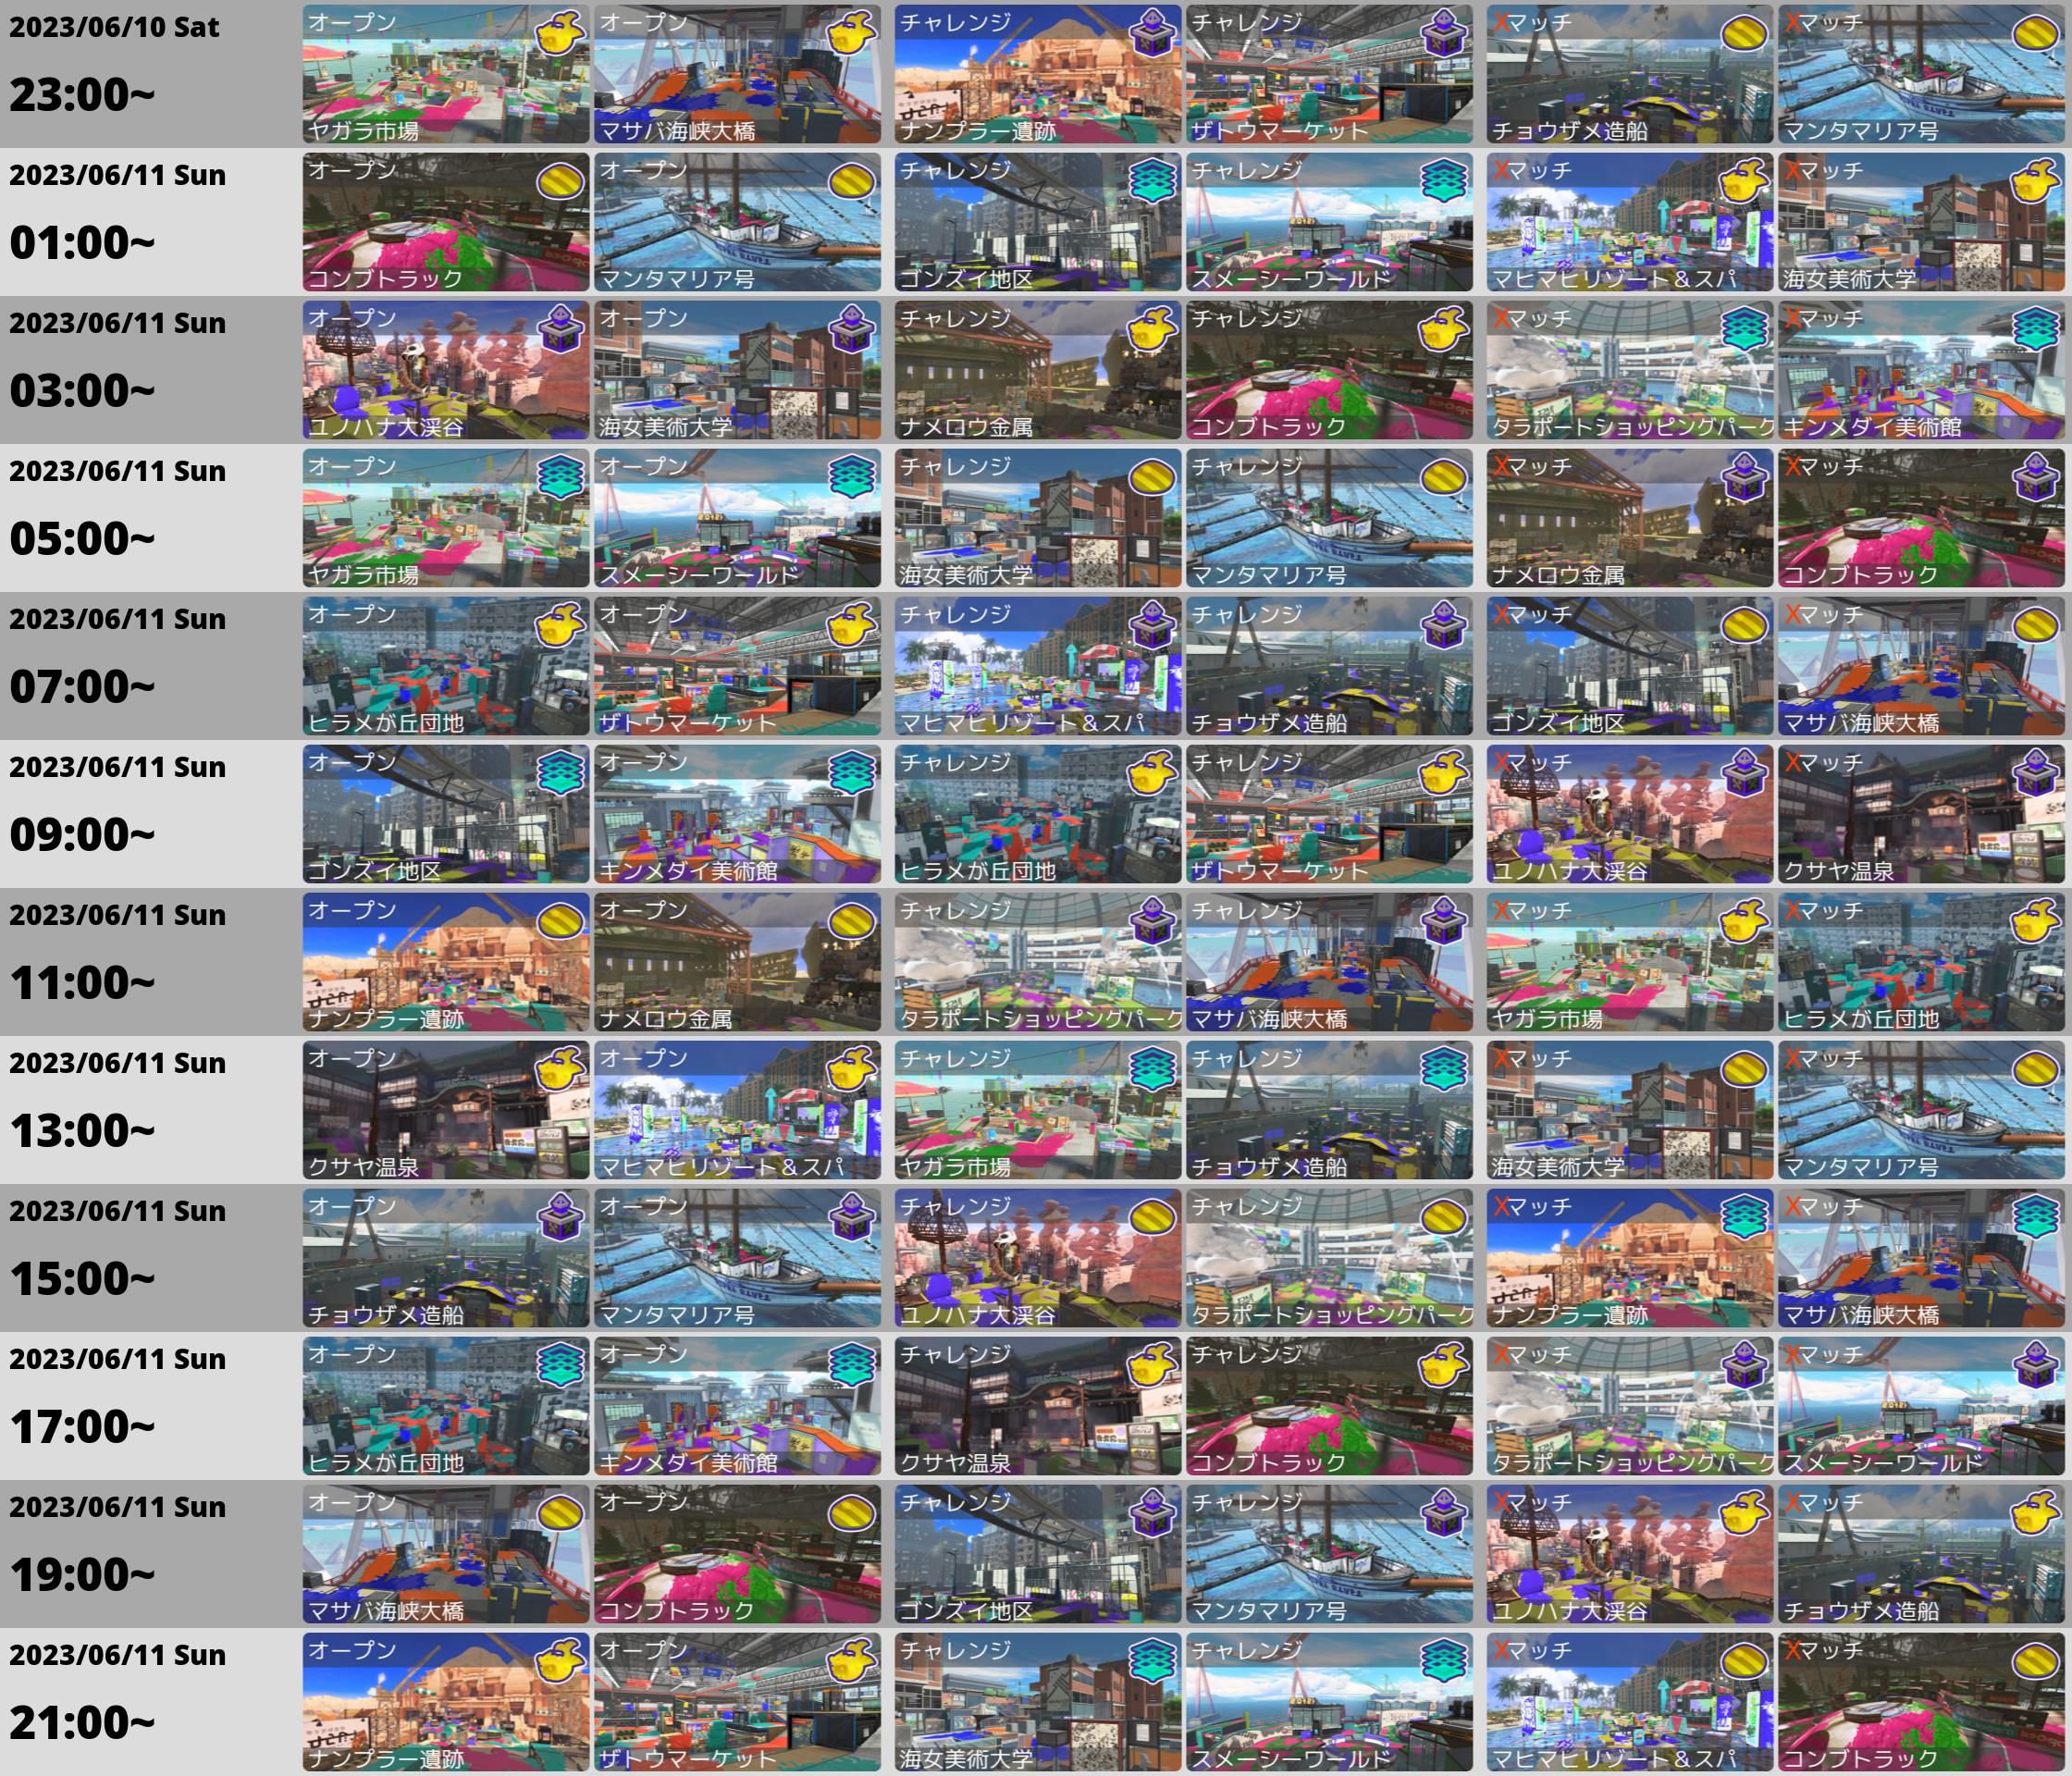 2023/06/10 Sat
23:00~
オープン オープン チャレンジ チャレンジ Xマッチ Xマッチ
ヤガラ市場 マサバ海峡大橋 ナンプラー遺跡 ザトウマーケット チョウザメ造船 マンタマリア号
2023/06/11 Sun
01:00~
オープン オープン チャレンジ チャレンジ Xマッチ Xマッチ
コンブトラック マンタマリア号 ゴンズイ地区 スメーシーワールド マヒマヒリゾート&スパ 海女美術大学
2023/06/11 Sun
03:00~
オープン オープン チャレンジ チャレンジ Xマッチ Xマッチ
ユノハナ大渓谷 海女美術大学 ナメロウ金属 コンブトラック タラポートショッピングパーク キンメダイ美術館
2023/06/11 Sun
05:00~
オープン オープン チャレンジ チャレンジ Xマッチ Xマッチ
ヤガラ市場 スメーシーワールド 海女美術大学 マンタマリア号 ナメロウ金属 コンブトラック
2023/06/11 Sun
07:00~
オープン オープン チャレンジ チャレンジ Xマッチ Xマッチ
ヒラメが丘団地 ザトウマーケット マヒマヒリゾート&スパ チョウザメ造船 ゴンズイ地区 マサバ海峡大橋
2023/06/11 Sun
09:00~
オープン オープン チャレンジ チャレンジ Xマッチ Xマッチ
ゴンズイ地区 キンメダイ美術館 ヒラメが丘団地 ザトウマーケット ユノハナ大渓谷 クサヤ温泉
2023/06/11 Sun
11:00~
オープン オープン チャレンジ チャレンジ Xマッチ Xマッチ
ナンプラー遺跡 ナメロウ金属 タラポートショッピングパーク マサバ海峡大橋 ヤガラ市場 ヒラメが丘団地
2023/06/11 Sun
13:00~
オープン オープン チャレンジ チャレンジ Xマッチ Xマッチ
クサヤ温泉 マヒマヒリゾート&スパ ヤガラ市場 チョウザメ造船 海女美術大学 マンタマリア号
2023/06/11 Sun
15:00~
オープン オープン チャレンジ チャレンジ Xマッチ Xマッチ
チョウザメ造船 マンタマリア号 ユノハナ大渓谷 タラポートショッピングパーク ナンプラー遺跡 マサバ海峡大橋
2023/06/11 Sun
17:00~
オープン オープン チャレンジ チャレンジ Xマッチ Xマッチ
ヒラメが丘団地 キンメダイ美術館 クサヤ温泉 コンブトラック タラポートショッピングパーク スメーシーワールド
2023/06/11 Sun
19:00~
オープン オープン チャレンジ チャレンジ Xマッチ Xマッチ
マサバ海峡大橋 コンブトラック ゴンズイ地区 マンタマリア号 ユノハナ大渓谷 チョウザメ造船
2023/06/11 Sun
21:00~
オープン オープン チャレンジ チャレンジ Xマッチ Xマッチ
ナンプラー遺跡 ザトウマーケット 海女美術大学 スメーシーワールド マヒマヒリゾート&スパ コンブトラック